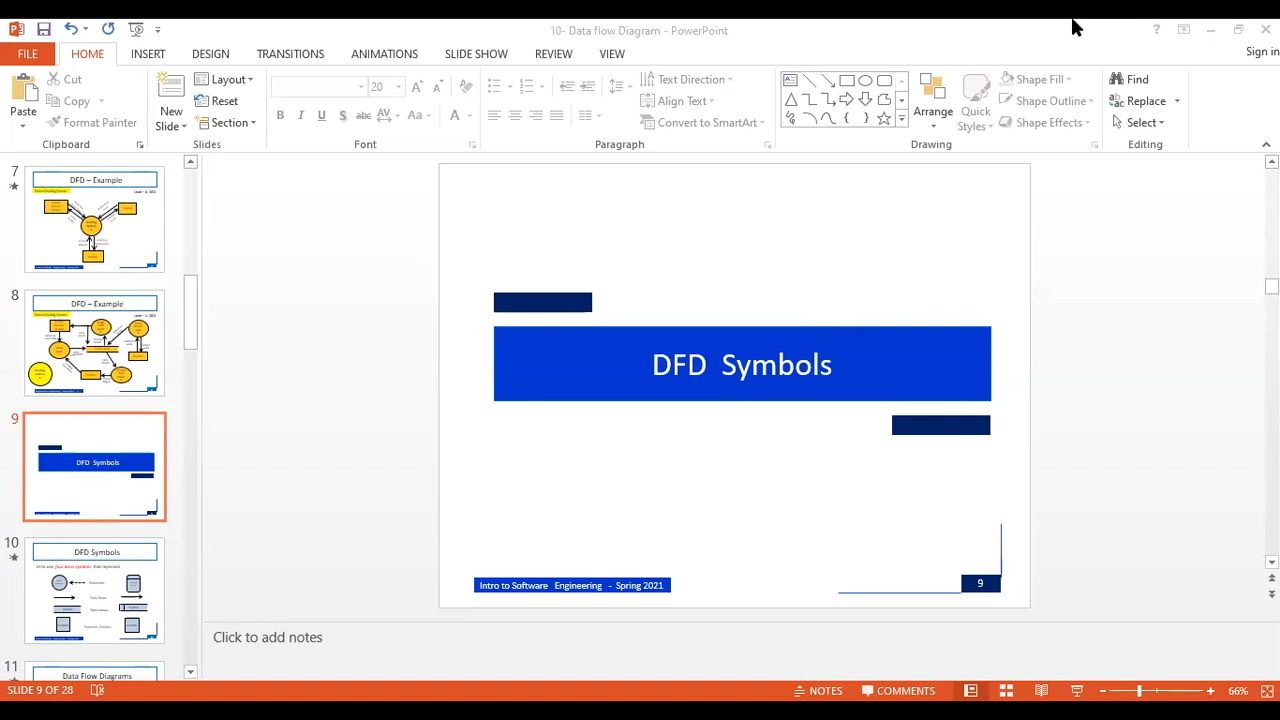 10- Data flow Diagram - PowerPoint
?
FILE HOME INSERT DESIGN TRANSITIONS ANIMATIONS SLIDE SHOW REVIEW VIEW
Sign in
Paste
Cut
Copy
Format Painter
Clipboard
New
Slide
Layout
Reset
Section
Slides
20
B I U S abc AV Aa A
Font
Text Direction
Align Text
Convert to SmartArt
Paragraph
Arrange
Quick
Styles
Shape Fill
Shape Outline
Shape Effects
Drawing
Find
Replace
Select
Editing
7
DFD – Example
8
DFD – Example
9
DFD Symbols
10
DFD Symbols
11
Data Flow Diagrams
DFD Symbols
Intro to Software Engineering - Spring 2021
9
Click to add notes
SLIDE 9 OF 28
NOTES
COMMENTS
66%